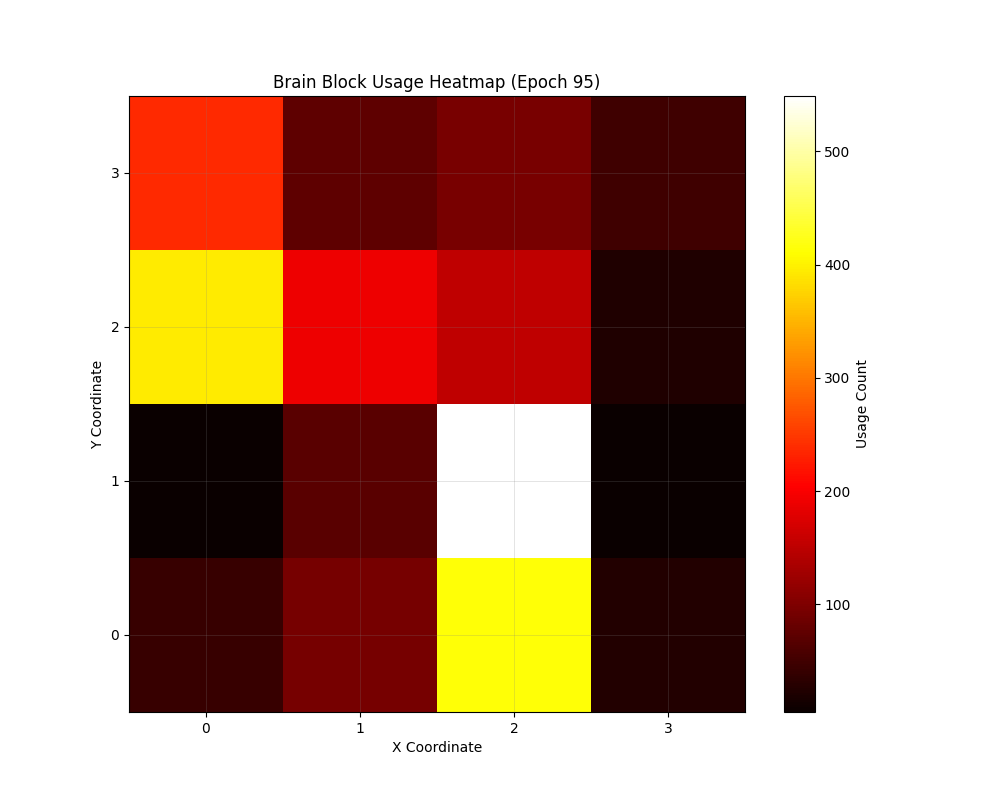 Brain Block Usage Heatmap (Epoch 95)
3
2
1
0
Y Coordinate
0 1 2 3
X Coordinate
500
400
300
200
100
Usage Count